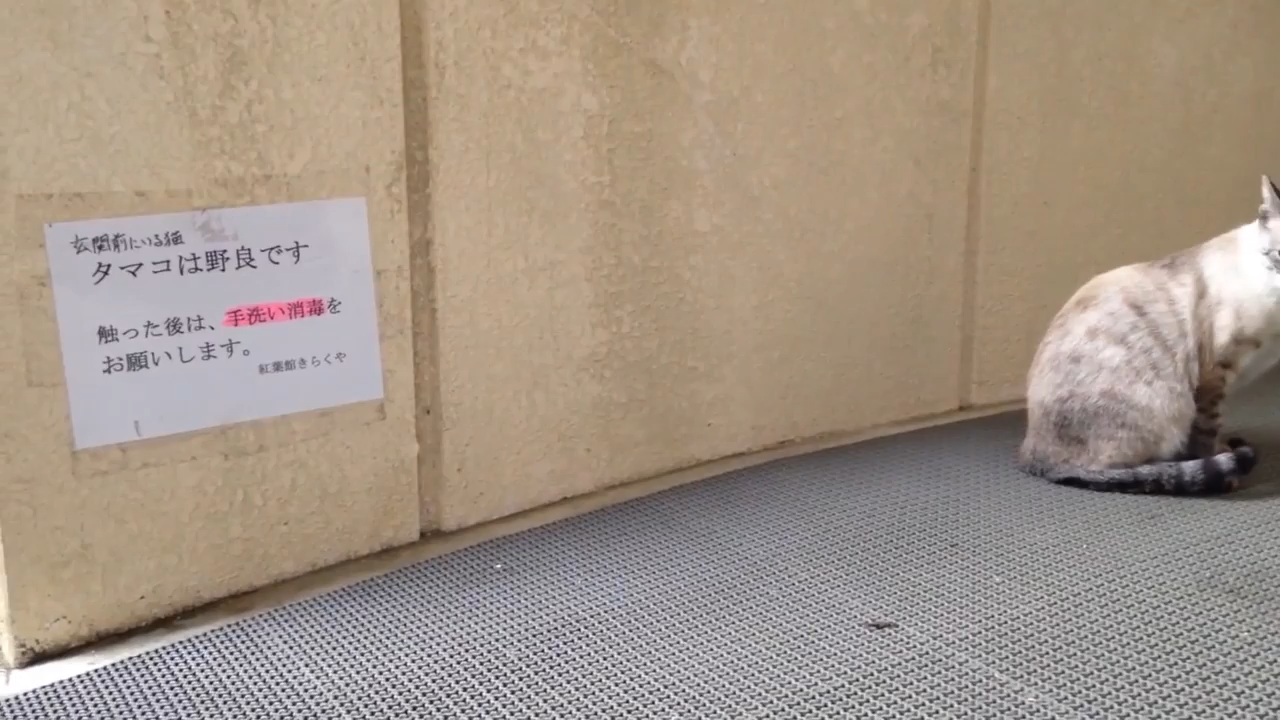 玄関前にいる猫
タマコは野良です
触った後は、手洗い消毒を
お願いします。
紅葉館きらくや